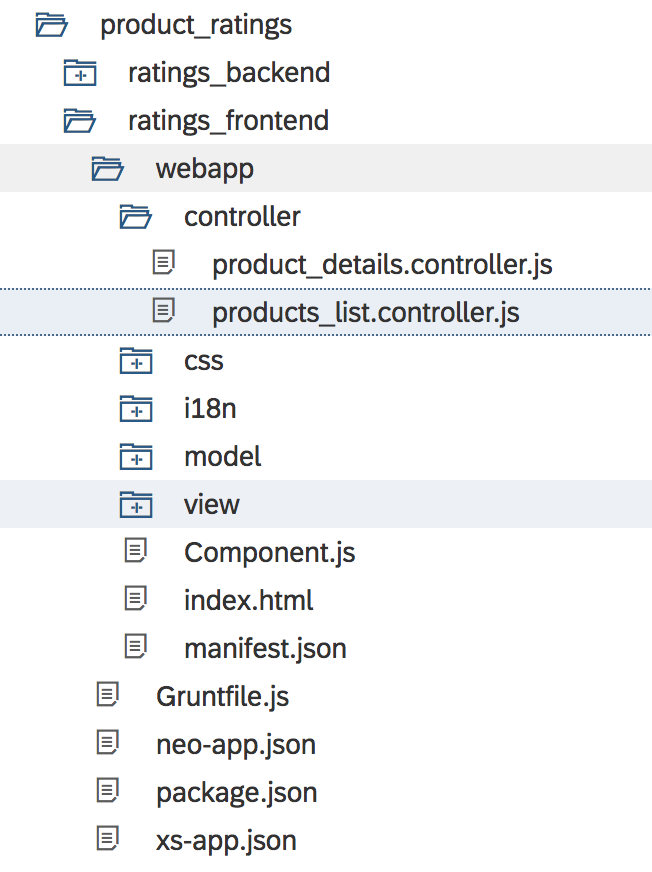 product_ratings
ratings_backend
ratings_frontend
webapp
controller
product_details.controller.js
products_list.controller.js
css
i18n
model
view
Component.js
index.html
manifest.json
Gruntfile.js
neo-app.json
package.json
xs-app.json